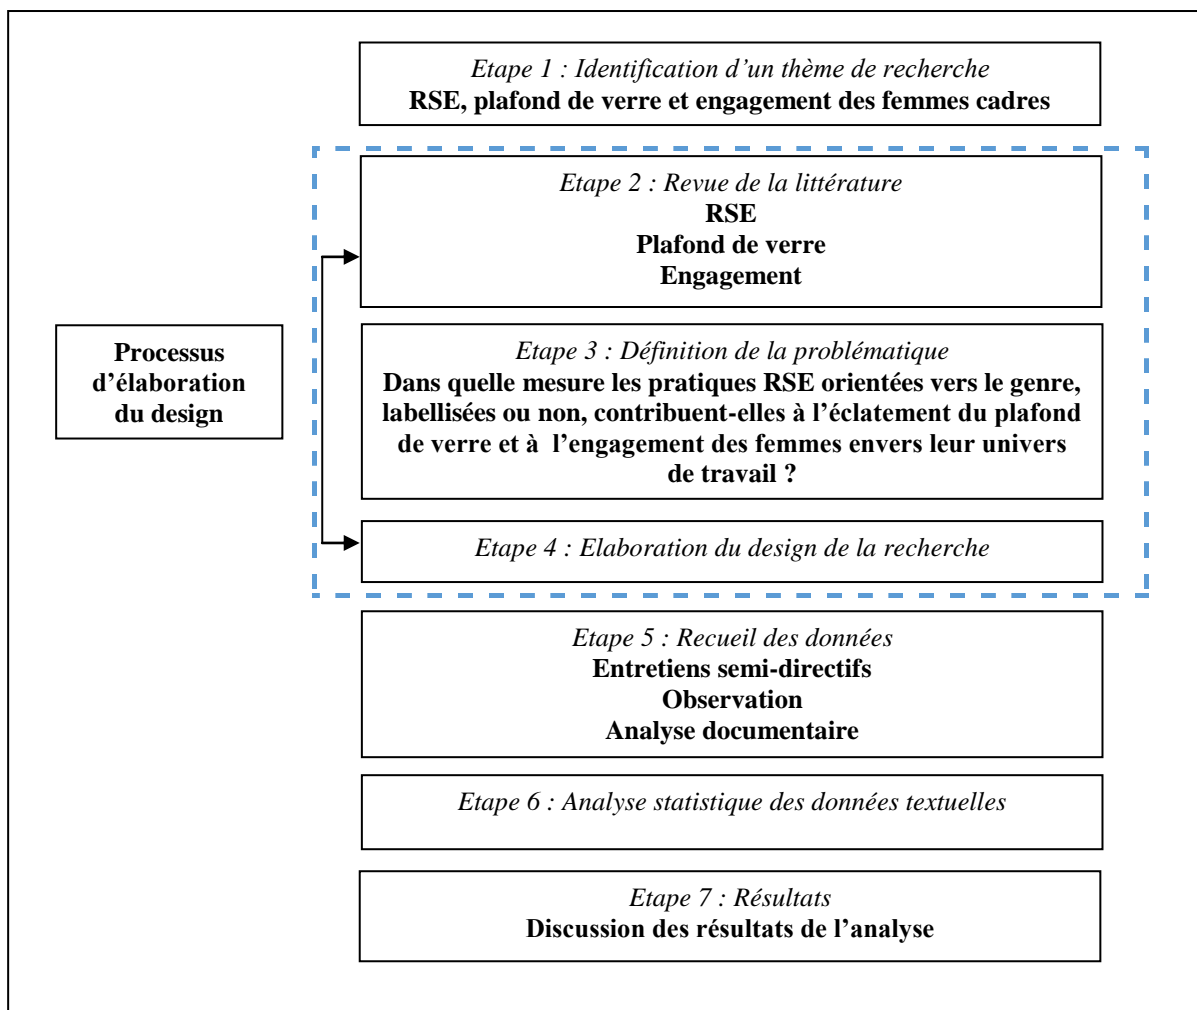 Etape 1 : Identification d’un thème de recherche
RSE, plafond de verre et engagement des femmes cadres
Etape 2 : Revue de la littérature
RSE
Plafond de verre
Engagement
Processus
d’élaboration
du design
Etape 3 : Définition de la problématique
Dans quelle mesure les pratiques RSE orientées vers le genre,
labellisées ou non, contribuent-elles à l’éclatement du plafond
de verre et à l’engagement des femmes envers leur univers
de travail ?
Etape 4 : Elaboration du design de la recherche
Etape 5 : Recueil des données
Entretiens semi-directifs
Observation
Analyse documentaire
Etape 6 : Analyse statistique des données textuelles
Etape 7 : Résultats
Discussion des résultats de l’analyse